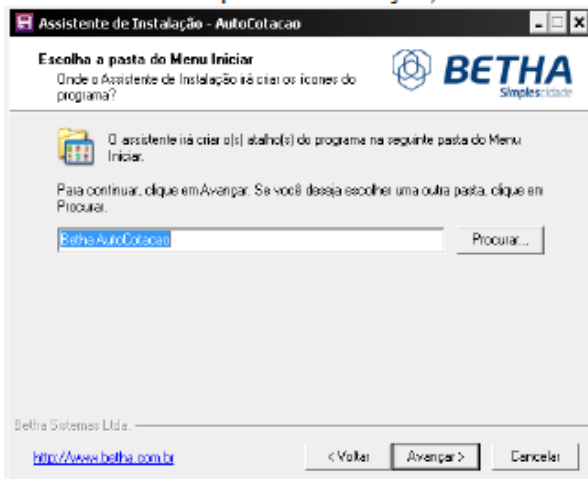 Assistente de Instalação - AutoCotacao
Escolha a pasta do Menu Iniciar
Onde o Assistente de Instalação irá criar os ícones do
programa?
BETHA
Simplescidade
O assistente irá criar o(s) atalho(s) do programa na seguinte pasta do Menu
Iniciar.
Para continuar, clique em Avançar. Se você deseja escolher uma outra pasta, clique em
Procurar.
Betha AutoCotacao
Procurar...
Betha Sistemas Ltda.
http://www.betha.com.br
< Voltar
Avançar >
Cancelar